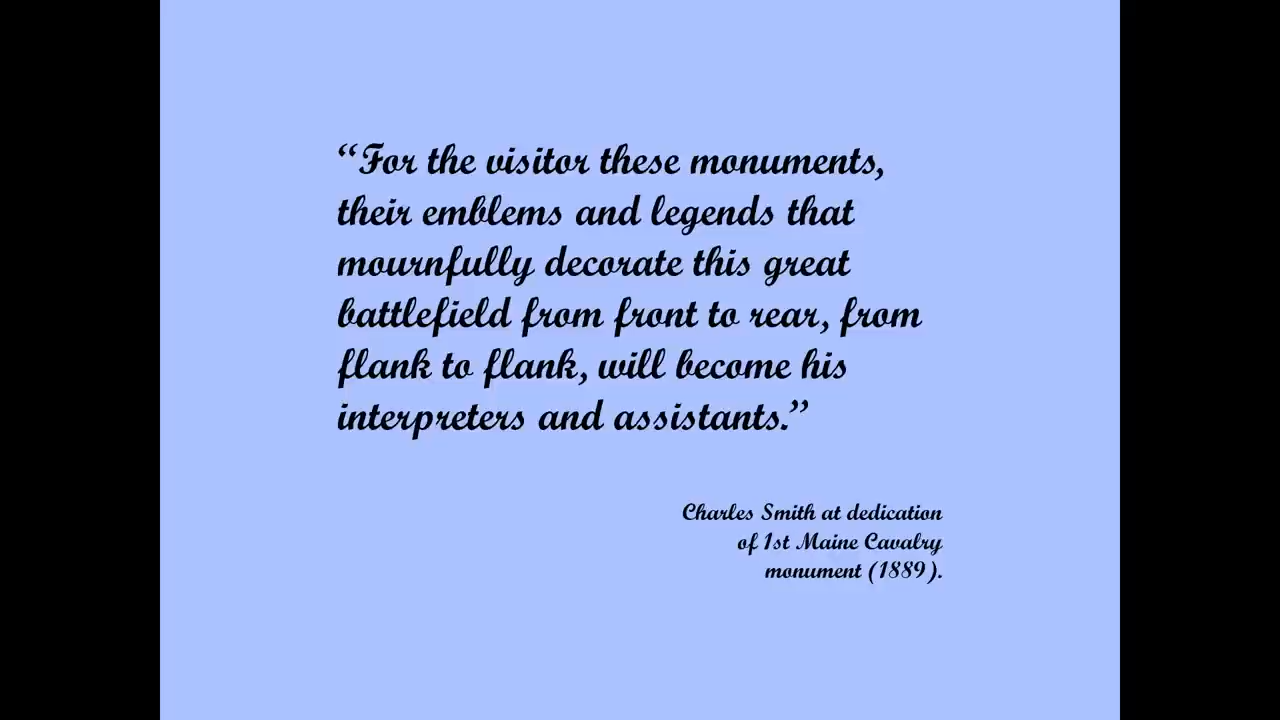 “For the visitor these monuments,
their emblems and legends that
mournfully decorate this great
battlefield from front to rear, from
flank to flank, will become his
interpreters and assistants.”
Charles Smith at dedication
of 1st Maine Cavalry
monument (1889).